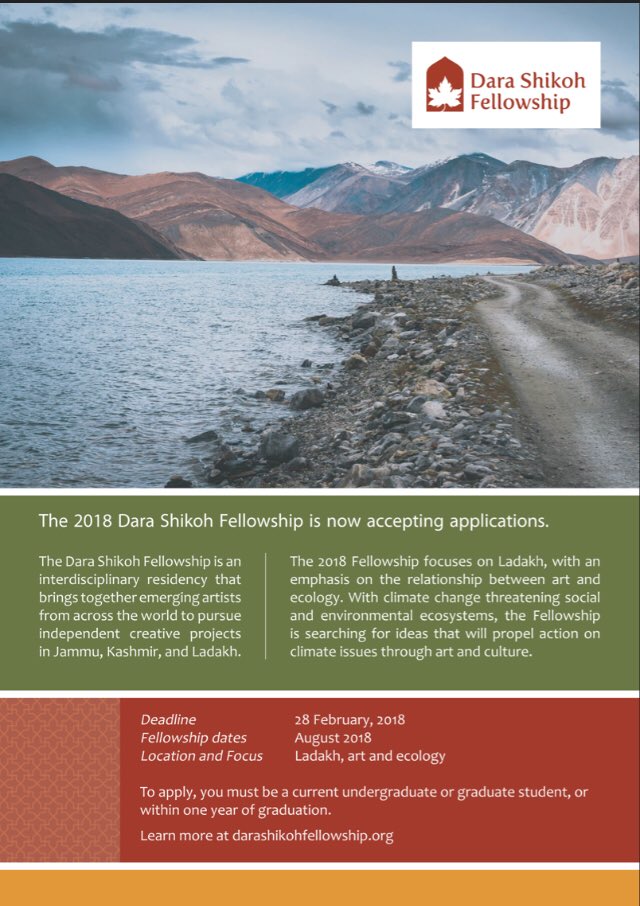 Dara Shikoh
Fellowship
The 2018 Dara Shikoh Fellowship is now accepting applications.
The Dara Shikoh Fellowship is an
interdisciplinary residency that
brings together emerging artists
from across the world to pursue
independent creative projects
in Jammu, Kashmir, and Ladakh.
The 2018 Fellowship focuses on Ladakh, with an
emphasis on the relationship between art and
ecology. With climate change threatening social
and environmental ecosystems, the Fellowship
is searching for ideas that will propel action on
climate issues through art and culture.
Deadline 28 February, 2018
Fellowship dates August 2018
Location and Focus Ladakh, art and ecology
To apply, you must be a current undergraduate or graduate student, or
within one year of graduation.
Learn more at darashikohfellowship.org